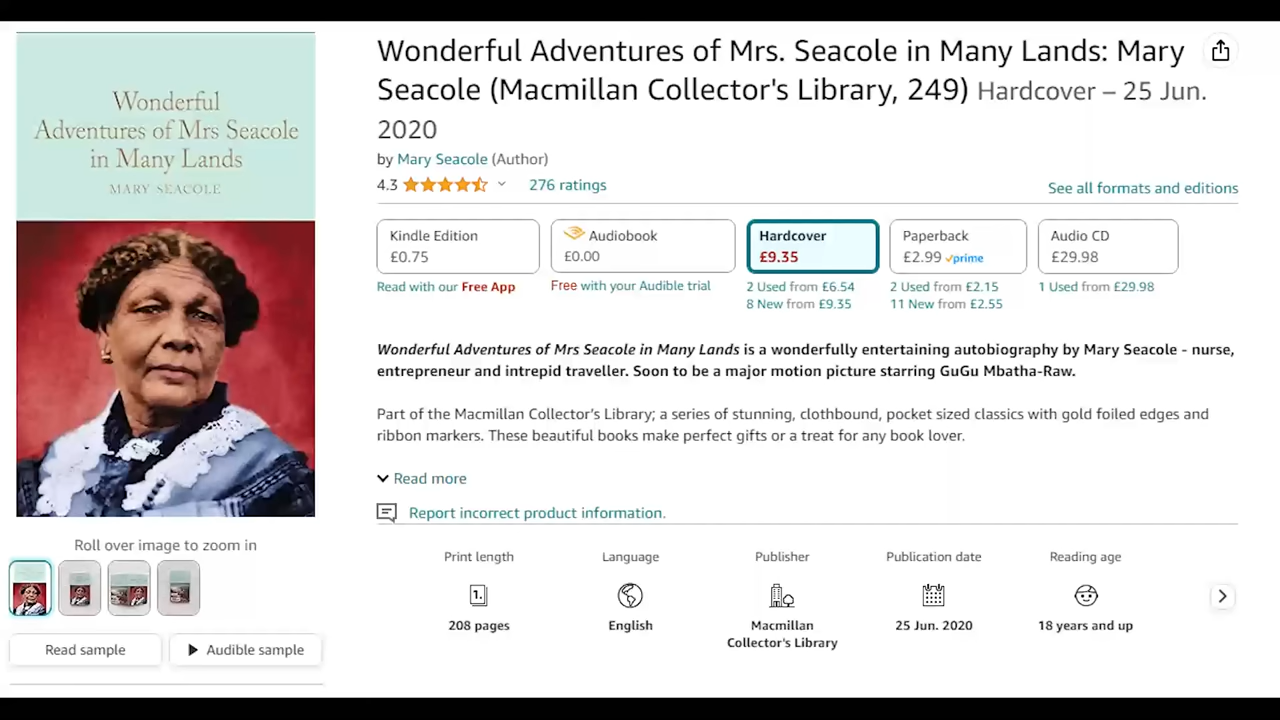 Wonderful
Adventures of Mrs Seacole
in Many Lands
MARY SEACOLE
Roll over image to zoom in
Read sample
Audible sample
Wonderful Adventures of Mrs. Seacole in Many Lands: Mary
Seacole (Macmillan Collector's Library, 249) Hardcover – 25 Jun.
2020
by Mary Seacole (Author)
4.3 276 ratings
See all formats and editions
Kindle Edition
£0.75
Read with our Free App
Audiobook
£0.00
Free with your Audible trial
Hardcover
£9.35
2 Used from £6.54
8 New from £9.35
Paperback
£2.99 prime
2 Used from £2.15
11 New from £2.55
Audio CD
£29.98
1 Used from £29.98
Wonderful Adventures of Mrs Seacole in Many Lands is a wonderfully entertaining autobiography by Mary Seacole - nurse,
entrepreneur and intrepid traveller. Soon to be a major motion picture starring GuGu Mbatha-Raw.
Part of the Macmillan Collector's Library; a series of stunning, clothbound, pocket sized classics with gold foiled edges and
ribbon markers. These beautiful books make perfect gifts or a treat for any book lover.
Read more
Report incorrect product information.
Print length
1.
208 pages
Language
English
Publisher
Macmillan
Collector's Library
Publication date
25 Jun. 2020
Reading age
18 years and up